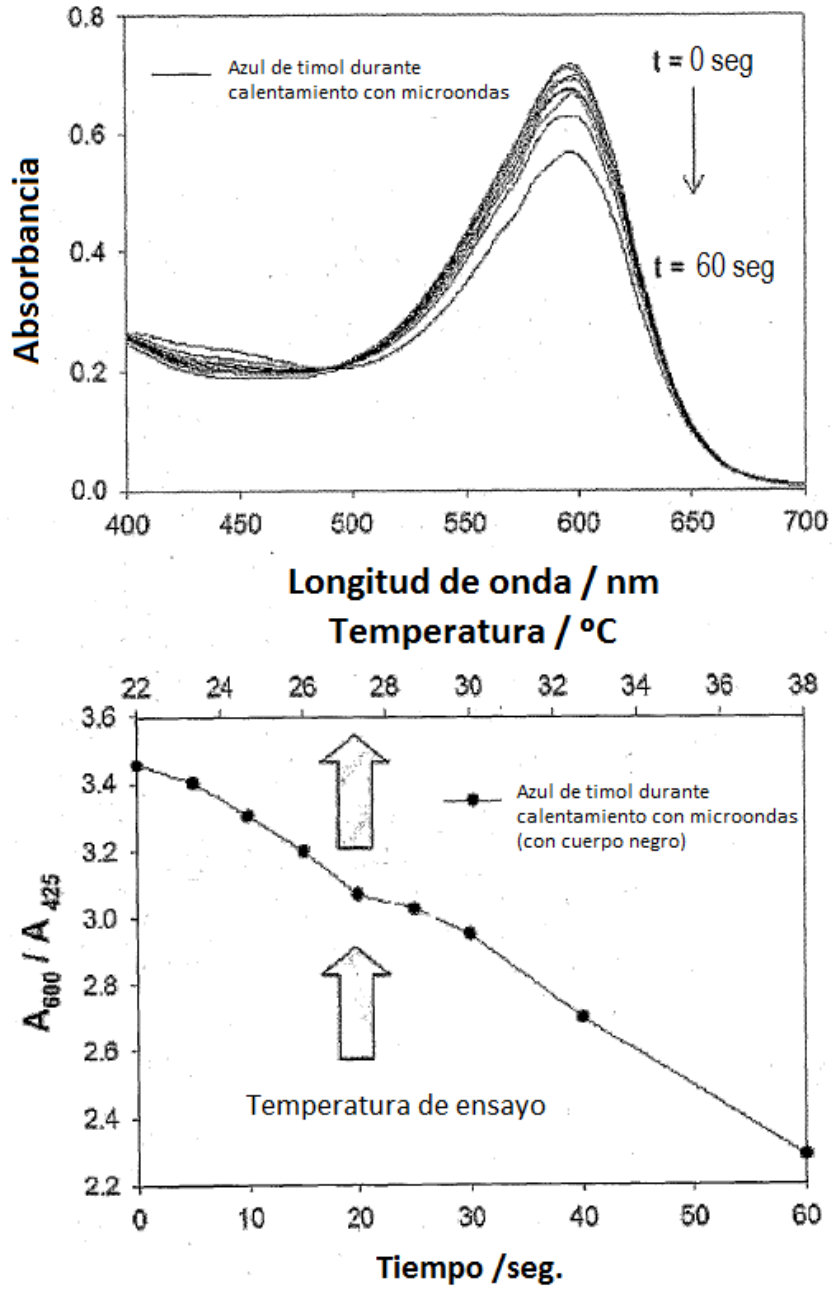 0.8
0.6
0.4
0.2
0.0
Absorbancia
Azul de timol durante
calentamiento con microondas
t = 0 seg
t = 60 seg
400 450 500 550 600 650 700
Longitud de onda / nm
Temperatura / ºC
22 24 26 28 30 32 34 36 38
3.6
3.4
3.2
3.0
2.8
2.6
2.4
2.2
A600 / A 425
Azul de timol durante
calentamiento con microondas
(con cuerpo negro)
Temperatura de ensayo
0 10 20 30 40 50 60
Tiempo /seg.